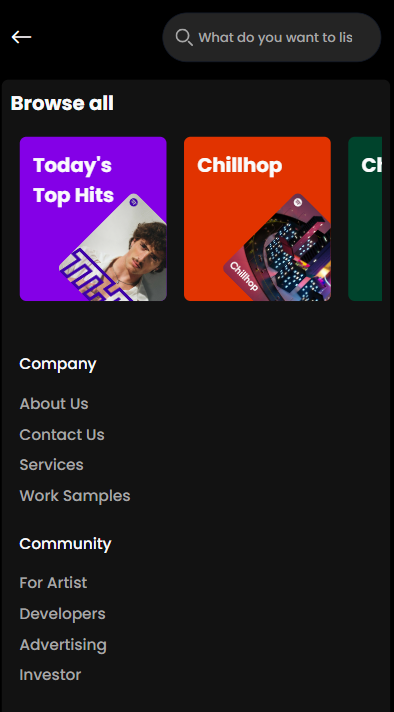 What do you want to lis
Browse all
Today's
Top Hits
Chillhop
Ch
Chillhop
Company
About Us
Contact Us
Services
Work Samples
Community
For Artist
Developers
Advertising
Investor